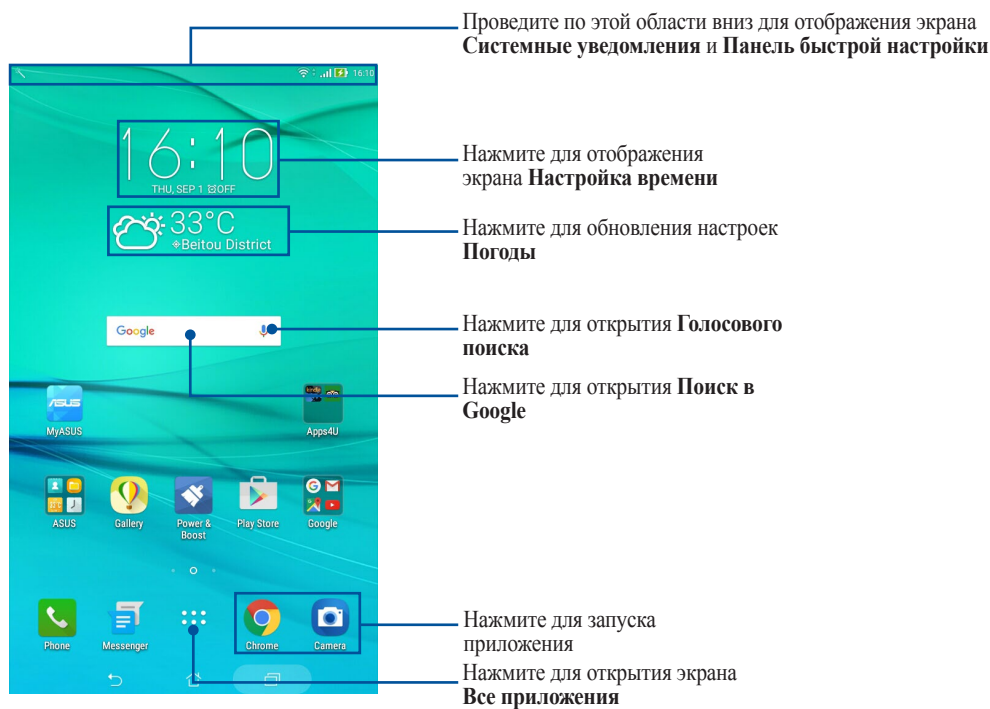 Проведите по этой области вниз для отображения экрана
Системные уведомления и Панель быстрой настройки
16:10
16:10
THU, SEP 1 OFF
Нажмите для отображения
экрана Настройка времени
33°C
Beitou District
Нажмите для обновления настроек
Погоды
Google
Нажмите для открытия Голосового
поиска
Нажмите для открытия Поиск в
Google
MyASUS
Apps4U
ASUS
Gallery
Power &
Boost
Play Store
Google
Phone
Messenger
Chrome
Camera
Нажмите для запуска
приложения
Нажмите для открытия экрана
Все приложения